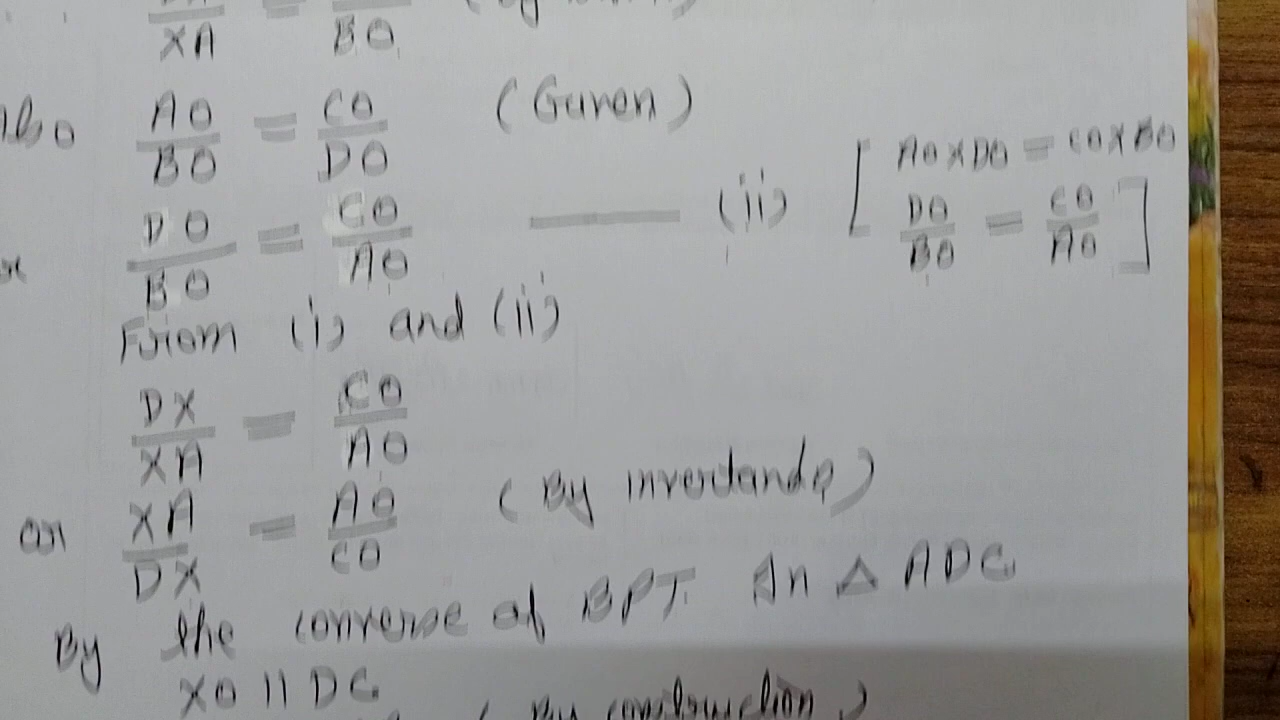 XA BO
Also AO/BO = CO/DO (Given)
DO/BO = CO/AO —— (ii) [ AO X DO = CO X BO
DO/BO = CO/AO ]
From (i) and (ii)
DX/XA = CO/AO
or XA/DX = AO/CO (By invertendo)
By the converse of BPT In △ ADC
XO || DC
(By construction)